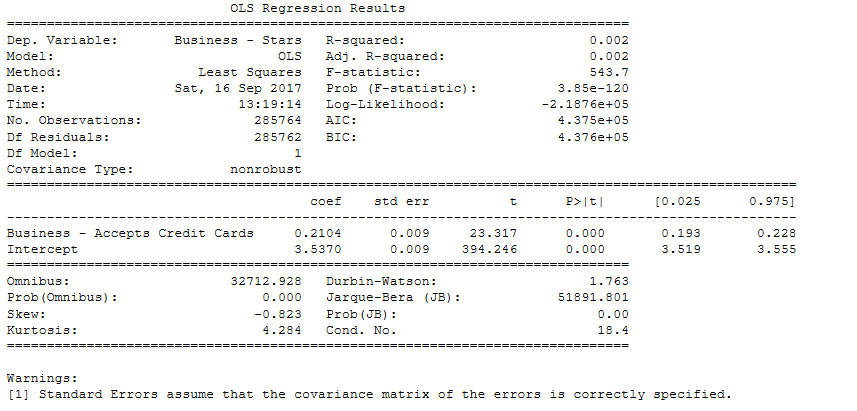 OLS Regression Results
==============================================================================
Dep. Variable: Business - Stars R-squared: 0.002
Model: OLS Adj. R-squared: 0.002
Method: Least Squares F-statistic: 543.7
Date: Sat, 16 Sep 2017 Prob (F-statistic): 3.85e-120
Time: 13:19:14 Log-Likelihood: -2.1876e+05
No. Observations: 285764 AIC: 4.375e+05
Df Residuals: 285762 BIC: 4.376e+05
Df Model: 1
Covariance Type: nonrobust
===================================================================================================
coef std err t P>|t| [0.025 0.975]
---------------------------------------------------------------------------------------------------
Business - Accepts Credit Cards 0.2104 0.009 23.317 0.000 0.193 0.228
Intercept 3.5370 0.009 394.246 0.000 3.519 3.555
==============================================================================
Omnibus: 32712.928 Durbin-Watson: 1.763
Prob(Omnibus): 0.000 Jarque-Bera (JB): 51891.801
Skew: -0.823 Prob(JB): 0.00
Kurtosis: 4.284 Cond. No. 18.4
==============================================================================
Warnings:
[1] Standard Errors assume that the covariance matrix of the errors is correctly specified.